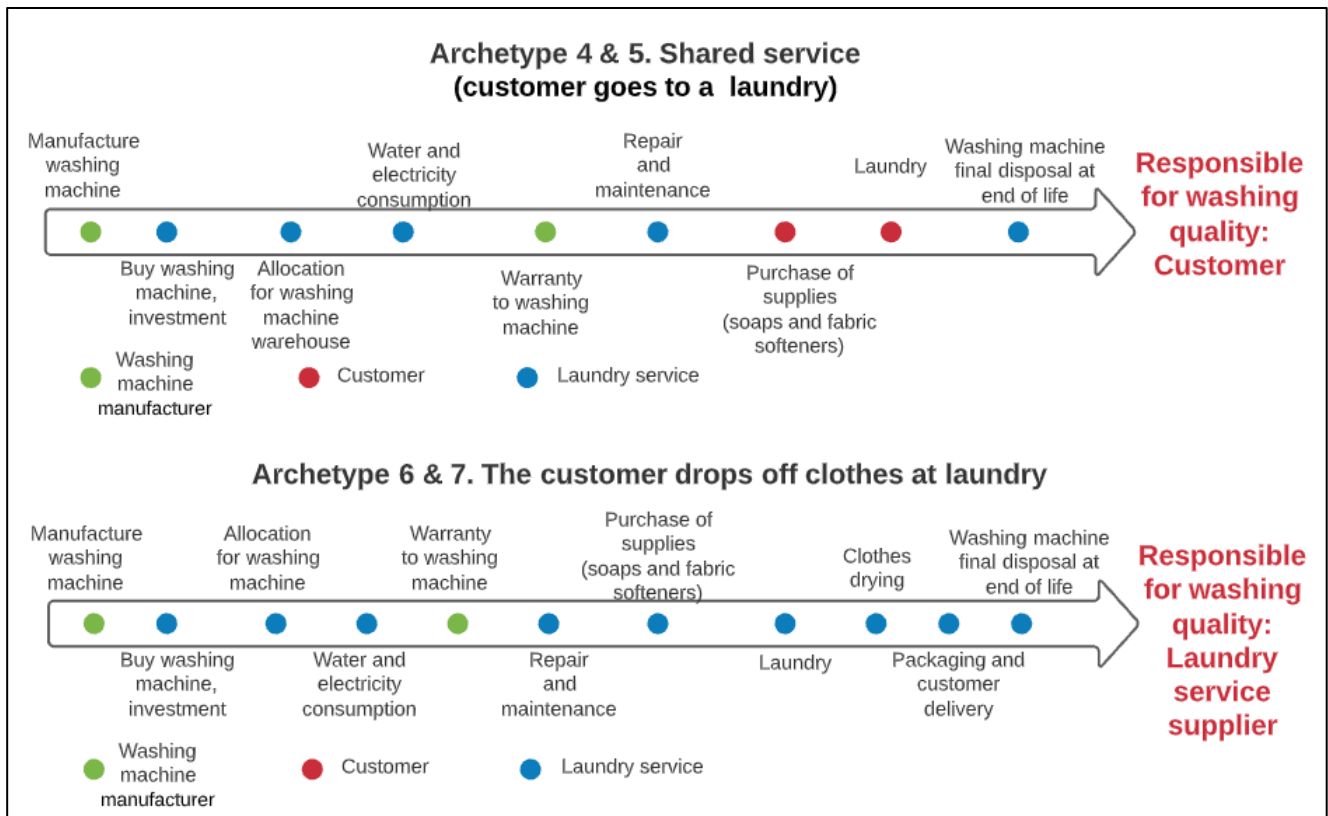 Archetype 4 & 5. Shared service
(customer goes to a laundry)
Manufacture
washing
machine
Water and
electricity
consumption
Repair
and
maintenance
Laundry
Washing machine
final disposal at
end of life
Buy washing
machine,
investment
Allocation
for washing
machine
warehouse
Warranty
to washing
machine
Purchase of
supplies
(soaps and fabric
softeners)
Responsible
for washing
quality:
Customer
Washing
machine
manufacturer
Customer
Laundry service
Archetype 6 & 7. The customer drops off clothes at laundry
Manufacture
washing
machine
Allocation
for washing
machine
Warranty
to washing
machine
Purchase of
supplies
(soaps and fabric
softeners)
Clothes
drying
Washing machine
final disposal at
end of life
Buy washing
machine,
investment
Water and
electricity
consumption
Repair
and
maintenance
Laundry
Packaging and
customer
delivery
Responsible
for washing
quality:
Laundry
service
supplier
Washing
machine
manufacturer
Customer
Laundry service